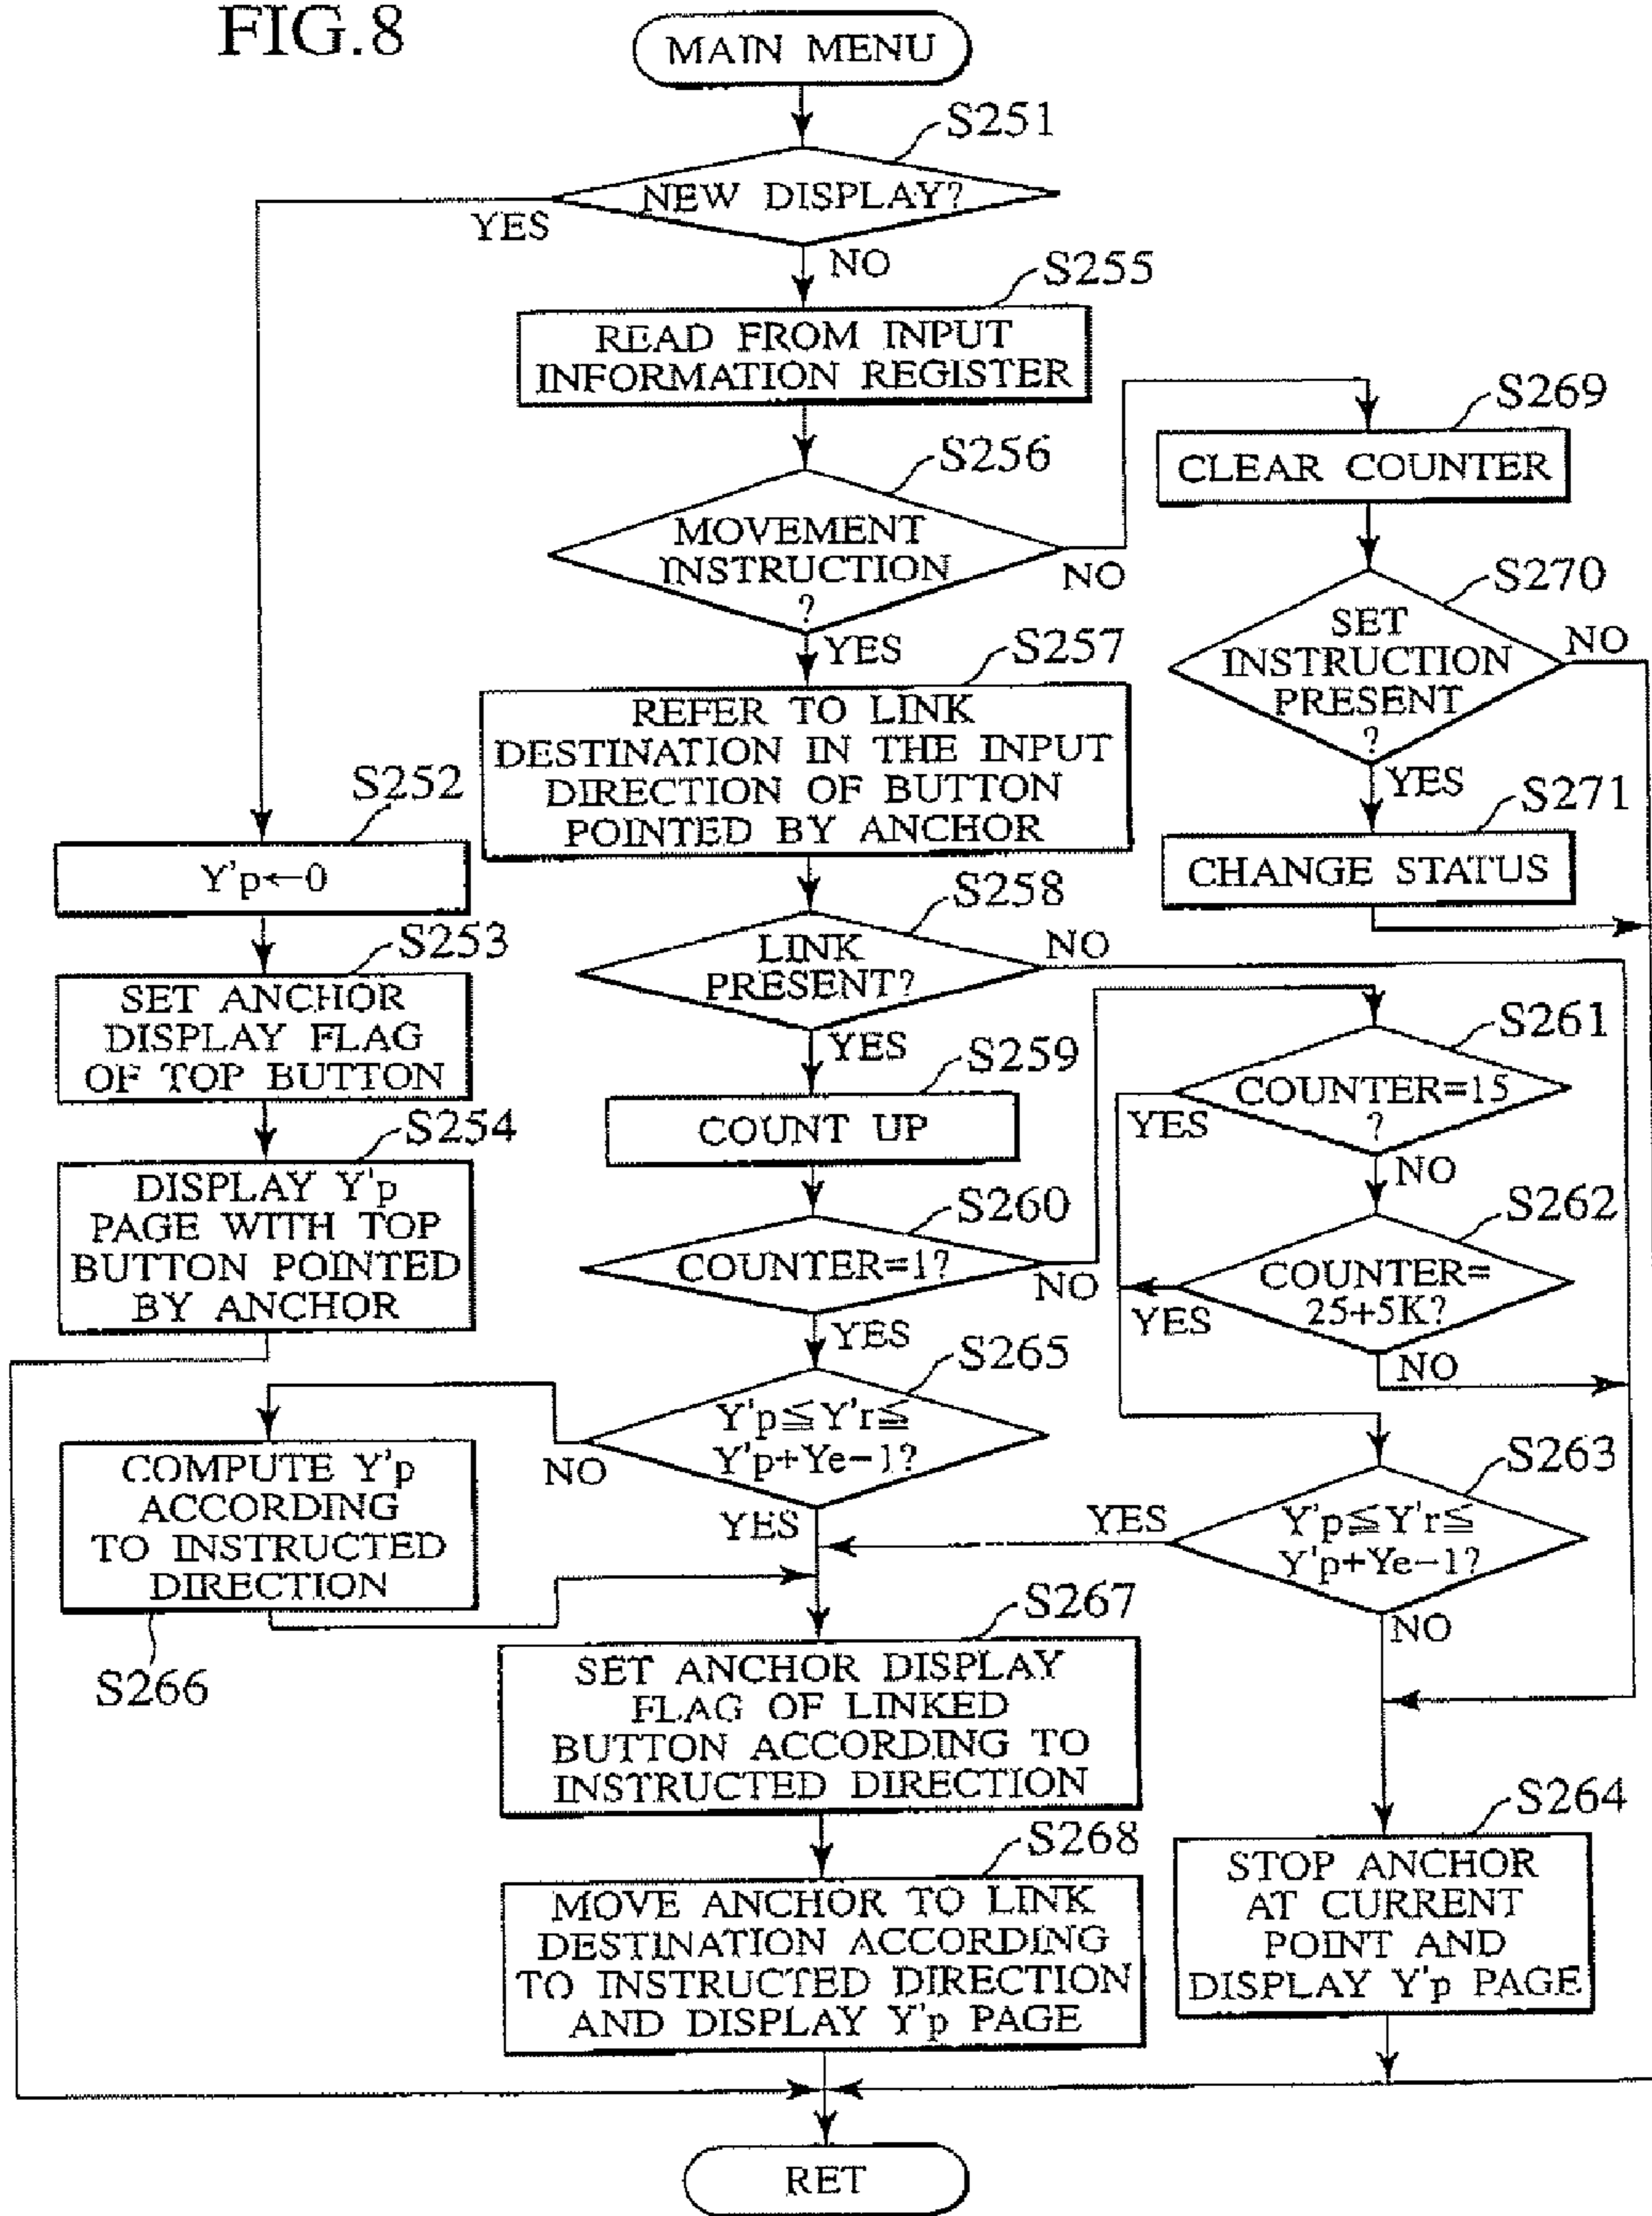 FIG.8
MAIN MENU
S251
NEW DISPLAY?
YES
NO
S255
READ FROM INPUT
INFORMATION REGISTER
S269
CLEAR COUNTER
S256
MOVEMENT
INSTRUCTION
?
NO
YES
S270
SET
INSTRUCTION
PRESENT
?
NO
YES
S257
REFER TO LINK
DESTINATION IN THE INPUT
DIRECTION OF BUTTON
POINTED BY ANCHOR
S271
CHANGE STATUS
S252
Y'p←0
S253
SET ANCHOR
DISPLAY FLAG
OF TOP BUTTON
S254
DISPLAY Y'p
PAGE WITH TOP
BUTTON POINTED
BY ANCHOR
S258
LINK
PRESENT?
NO
YES
S259
COUNT UP
S260
COUNTER=1?
NO
YES
S261
COUNTER=15
?
YES
NO
S262
COUNTER=
25+5K?
YES
NO
S265
Y'p≦Y'r≦
Y'p+Ye−1?
NO
YES
COMPUTE Y'p
ACCORDING
TO INSTRUCTED
DIRECTION
S266
S263
Y'p≦Y'r≦
Y'p+Ye−1?
YES
NO
S267
SET ANCHOR DISPLAY
FLAG OF LINKED
BUTTON ACCORDING TO
INSTRUCTED DIRECTION
S268
MOVE ANCHOR TO LINK
DESTINATION ACCORDING
TO INSTRUCTED DIRECTION
AND DISPLAY Y'p PAGE
S264
STOP ANCHOR
AT CURRENT
POINT AND
DISPLAY Y'p PAGE
RET